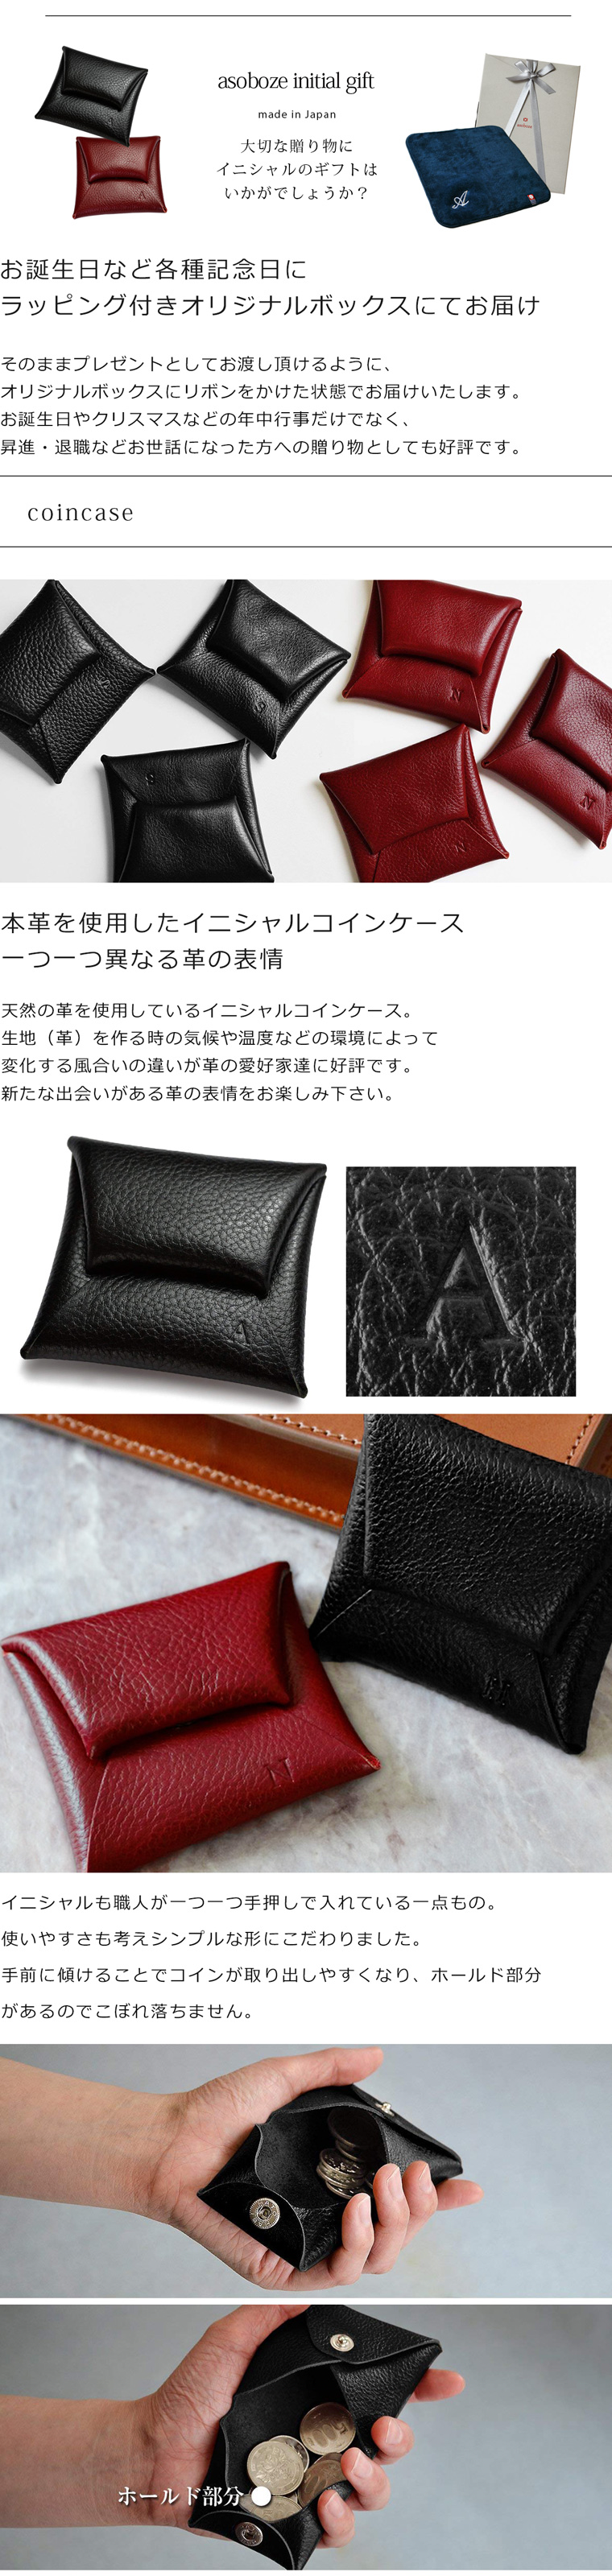 asoboze initial gift
made in Japan
大切な贈り物に
イニシャルのギフトは
いかがでしょうか？
A
A
A
お誕生日など各種記念日に
ラッピング付きオリジナルボックスにてお届け
そのままプレゼントとしてお渡し頂けるように、
オリジナルボックスにリボンをかけた状態でお届けいたします。
お誕生日やクリスマスなどの年中行事だけでなく、
昇進・退職などお世話になった方への贈り物としても好評です。
coincase
S
S
N
S
N
N
本革を使用したイニシャルコインケース
一つ一つ異なる革の表情
天然の革を使用しているイニシャルコインケース。
生地（革）を作る時の気候や温度などの環境によって
変化する風合いの違いが革の愛好家達に好評です。
新たな出会いがある革の表情をお楽しみ下さい。
A
A
N
イニシャルも職人が一つ一つ手押しで入れている一点もの。
使いやすさも考えシンプルな形にこだわりました。
手前に傾けることでコインが取り出しやすくなり、ホールド部分
があるのでこぼれ落ちません。
ホールド部分